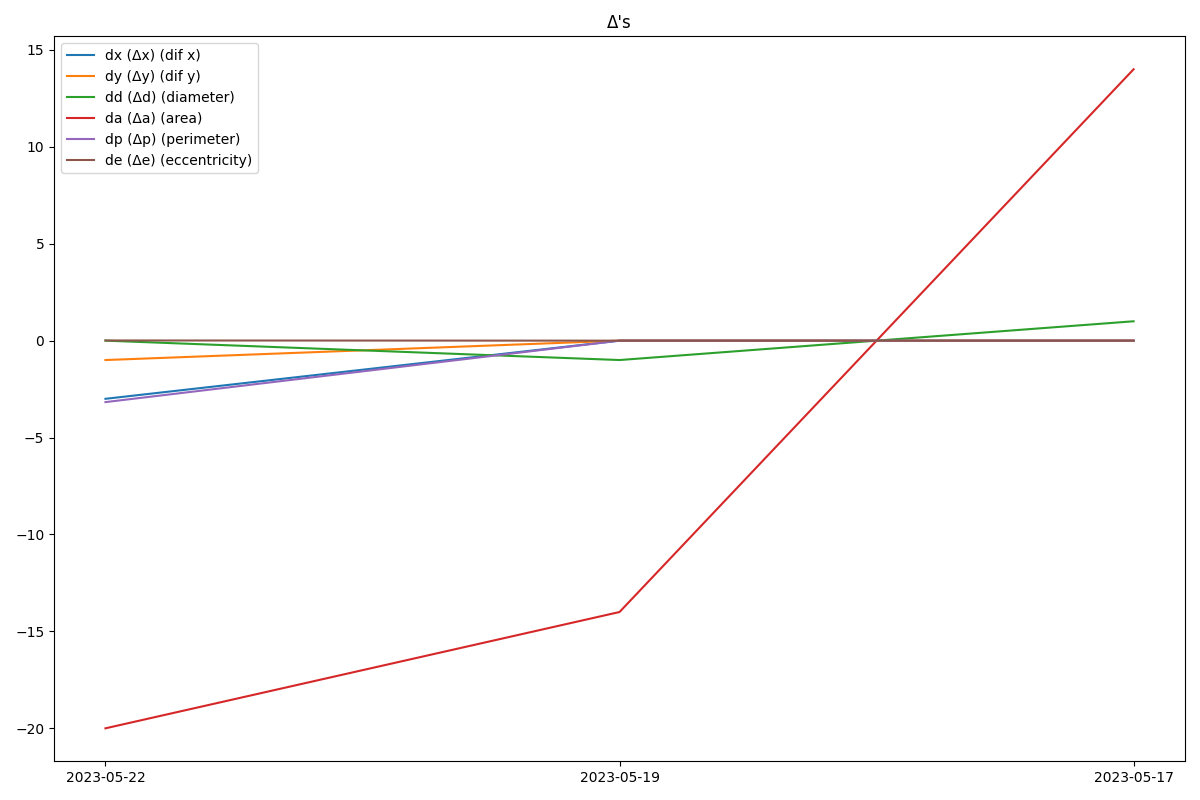 Δ's
dx (Δx) (dif x)
dy (Δy) (dif y)
dd (Δd) (diameter)
da (Δa) (area)
dp (Δp) (perimeter)
de (Δe) (eccentricity)
15
10
5
0
−5
−10
−15
−20
2023-05-22
2023-05-19
2023-05-17